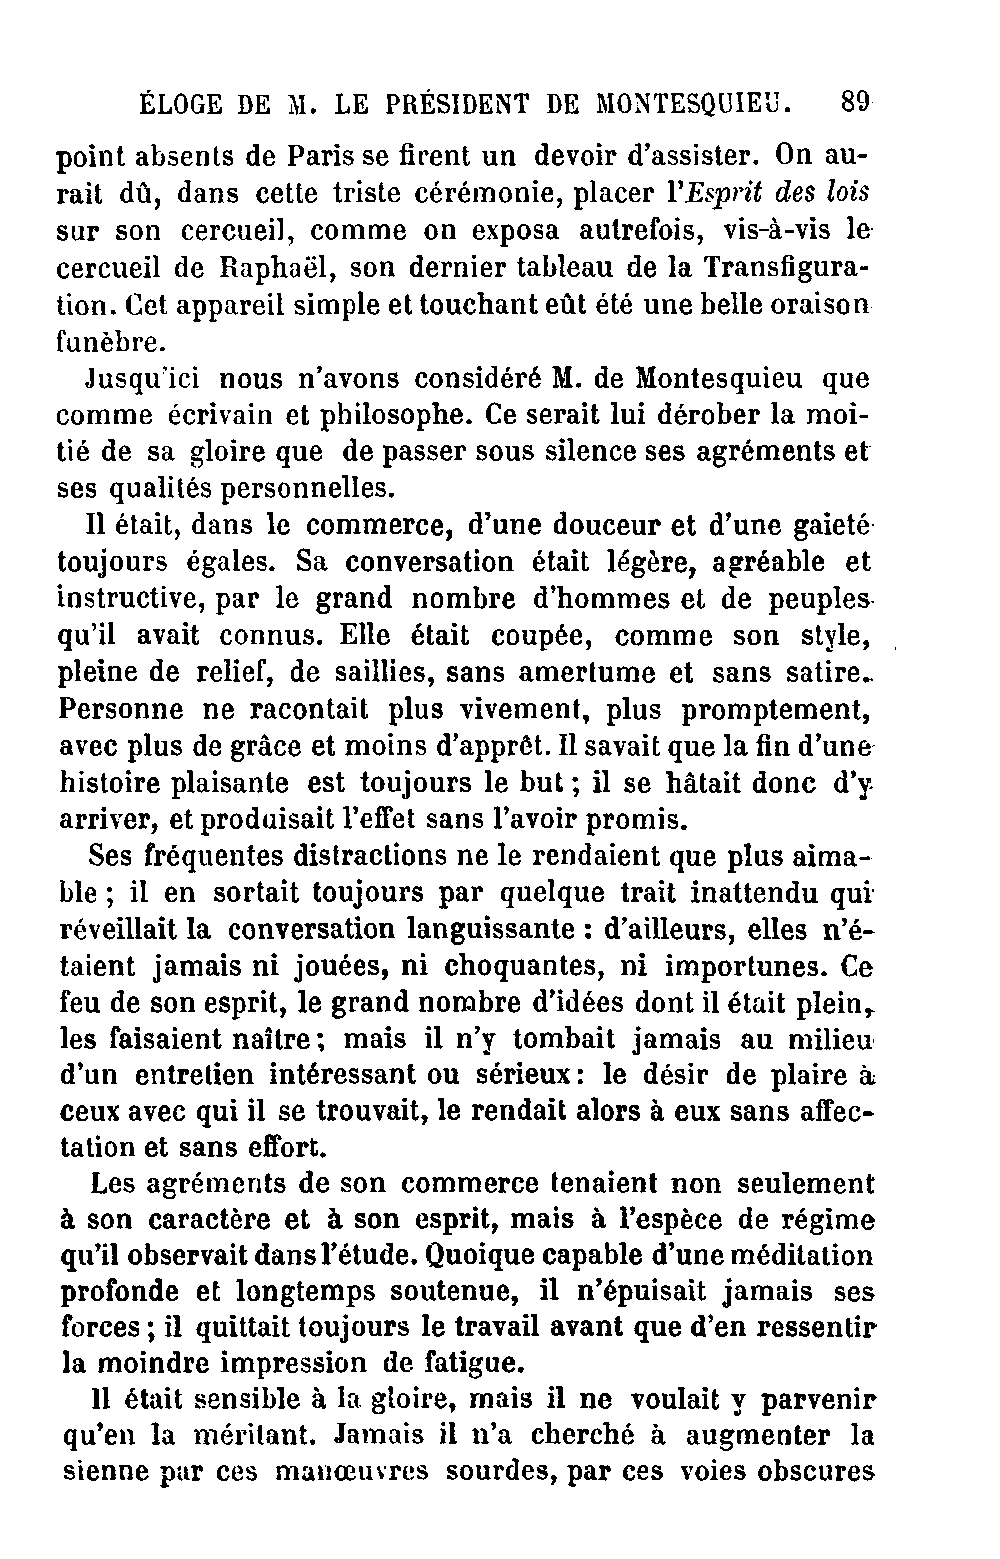 ÉLOGE DE M. LE PRÉSIDENT DE MONTESQUIEU. 89
point absents de Paris se firent un devoir d'assister. On au-
rait dû, dans cette triste cérémonie, placer l'Esprit des lois
sur son cercueil, comme on exposa autrefois, vis-à-vis le
cercueil de Raphaël, son dernier tableau de la Transfigura-
tion. Cet appareil simple et touchant eût été une belle oraison
funèbre.
Jusqu'ici nous n'avons considéré M. de Montesquieu que
comme écrivain et philosophe. Ce serait lui dérober la moi-
tié de sa gloire que de passer sous silence ses agréments et
ses qualités personnelles.
Il était, dans le commerce, d'une douceur et d'une gaieté
toujours égales. Sa conversation était légère, agréable et
instructive, par le grand nombre d'hommes et de peuples
qu'il avait connus. Elle était coupée, comme son style,
pleine de relief, de saillies, sans amertume et sans satire.
Personne ne racontait plus vivement, plus promptement,
avec plus de grâce et moins d'apprêt. Il savait que la fin d'une
histoire plaisante est toujours le but ; il se hâtait donc d'y
arriver, et produisait l'effet sans l'avoir promis.
Ses fréquentes distractions ne le rendaient que plus aima-
ble ; il en sortait toujours par quelque trait inattendu qui
réveillait la conversation languissante : d'ailleurs, elles n'é-
taient jamais ni jouées, ni choquantes, ni importunes. Ce
feu de son esprit, le grand nombre d'idées dont il était plein,
les faisaient naître ; mais il n'y tombait jamais au milieu
d'un entretien intéressant ou sérieux : le désir de plaire à
ceux avec qui il se trouvait, le rendait alors à eux sans affec-
tation et sans effort.
Les agréments de son commerce tenaient non seulement
à son caractère et à son esprit, mais à l'espèce de régime
qu'il observait dans l'étude. Quoique capable d'une méditation
profonde et longtemps soutenue, il n'épuisait jamais ses
forces ; il quittait toujours le travail avant que d'en ressentir
la moindre impression de fatigue.
Il était sensible à la gloire, mais il ne voulait y parvenir
qu'en la méritant. Jamais il n'a cherché à augmenter la
sienne par ces manœuvres sourdes, par ces voies obscures